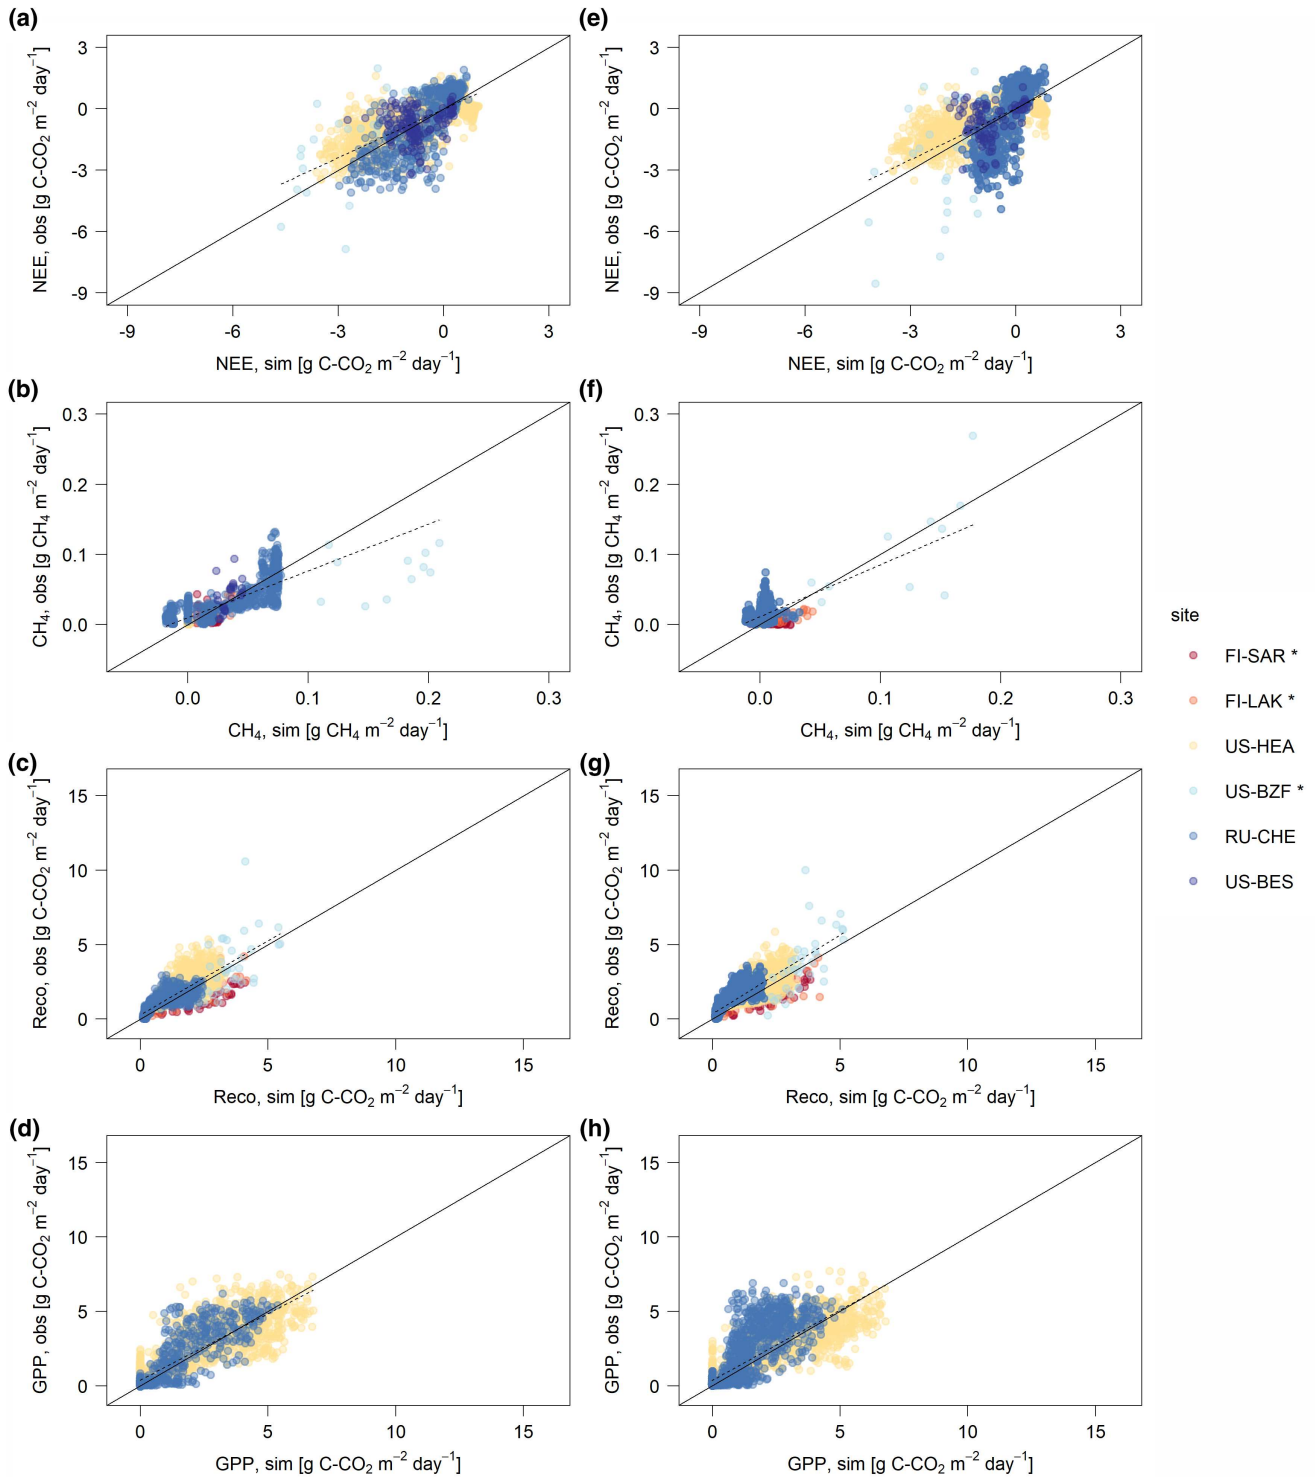 (a)
NEE, obs [g C-CO₂ m⁻² day⁻¹]
3
0
-3
-6
-9
-9 -6 -3 0 3
NEE, sim [g C-CO₂ m⁻² day⁻¹]
(e)
NEE, obs [g C-CO₂ m⁻² day⁻¹]
3
0
-3
-6
-9
-9 -6 -3 0 3
NEE, sim [g C-CO₂ m⁻² day⁻¹]
(b)
CH₄, obs [g CH₄ m⁻² day⁻¹]
0.3
0.2
0.1
0.0
0.0 0.1 0.2 0.3
CH₄, sim [g CH₄ m⁻² day⁻¹]
(f)
CH₄, obs [g CH₄ m⁻² day⁻¹]
0.3
0.2
0.1
0.0
0.0 0.1 0.2 0.3
CH₄, sim [g CH₄ m⁻² day⁻¹]
(c)
Reco, obs [g C-CO₂ m⁻² day⁻¹]
15
10
5
0
0 5 10 15
Reco, sim [g C-CO₂ m⁻² day⁻¹]
(g)
Reco, obs [g C-CO₂ m⁻² day⁻¹]
15
10
5
0
0 5 10 15
Reco, sim [g C-CO₂ m⁻² day⁻¹]
(d)
GPP, obs [g C-CO₂ m⁻² day⁻¹]
15
10
5
0
0 5 10 15
GPP, sim [g C-CO₂ m⁻² day⁻¹]
(h)
GPP, obs [g C-CO₂ m⁻² day⁻¹]
15
10
5
0
0 5 10 15
GPP, sim [g C-CO₂ m⁻² day⁻¹]
site
FI-SAR *
FI-LAK *
US-HEA
US-BZF *
RU-CHE
US-BES